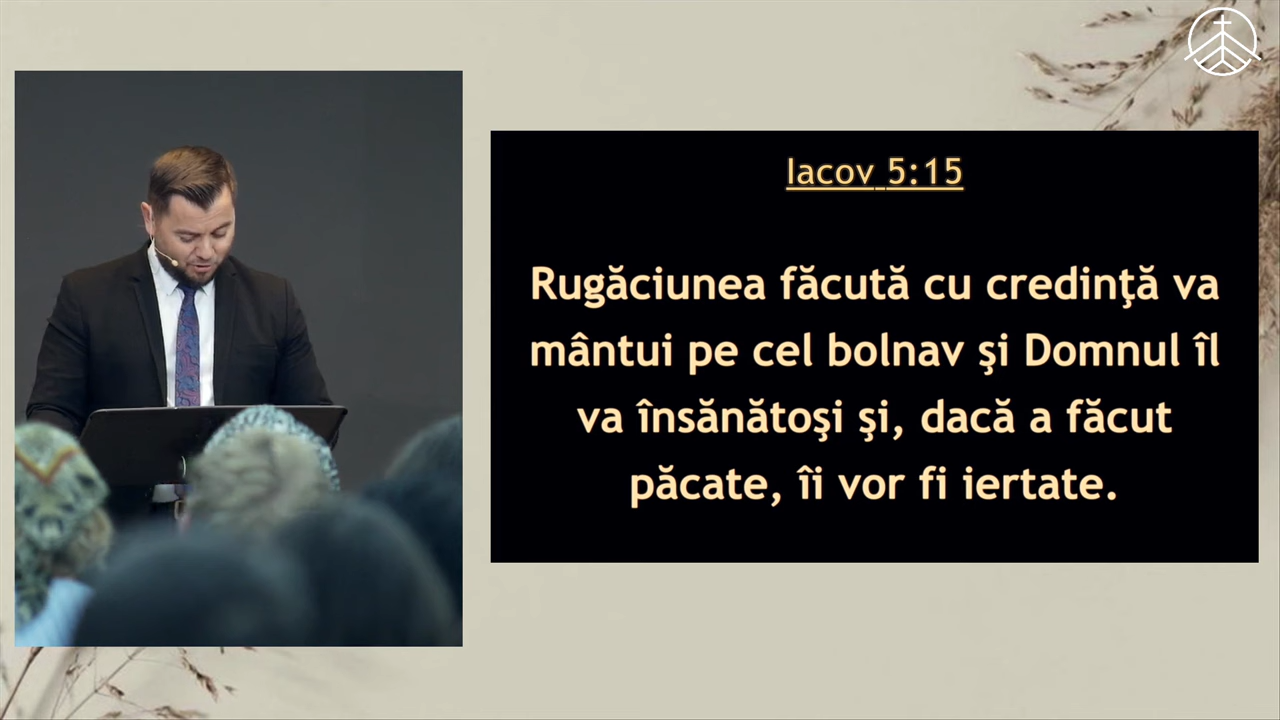 Iacov 5:15
Rugăciunea făcută cu credinţă va
mântui pe cel bolnav şi Domnul îl
va însănătoşi şi, dacă a făcut
păcate, îi vor fi iertate.